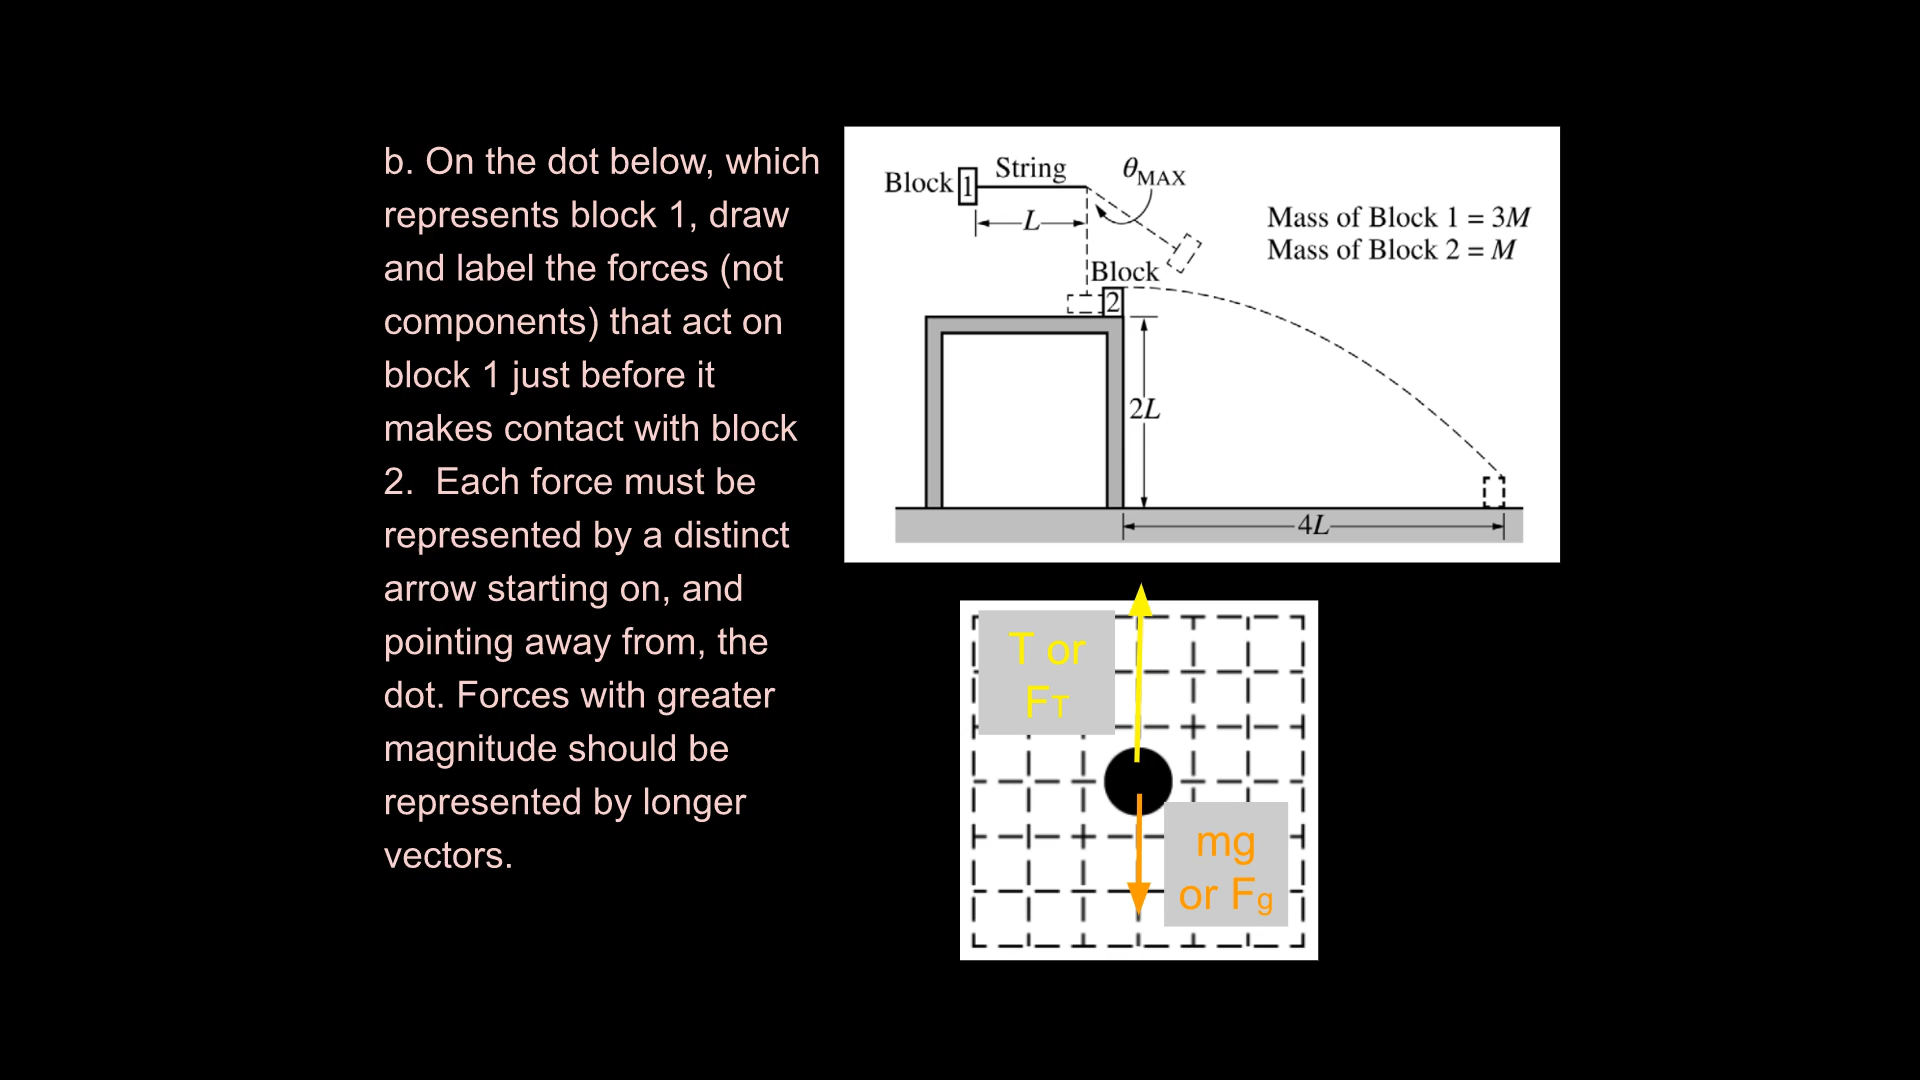 b. On the dot below, which
represents block 1, draw
and label the forces (not
components) that act on
block 1 just before it
makes contact with block
2.  Each force must be
represented by a distinct
arrow starting on, and
pointing away from, the
dot. Forces with greater
magnitude should be
represented by longer
vectors.
String
θMAX
Block 1
L
Mass of Block 1 = 3M
Mass of Block 2 = M
Block
2
2L
4L
T or
FT
mg
or Fg